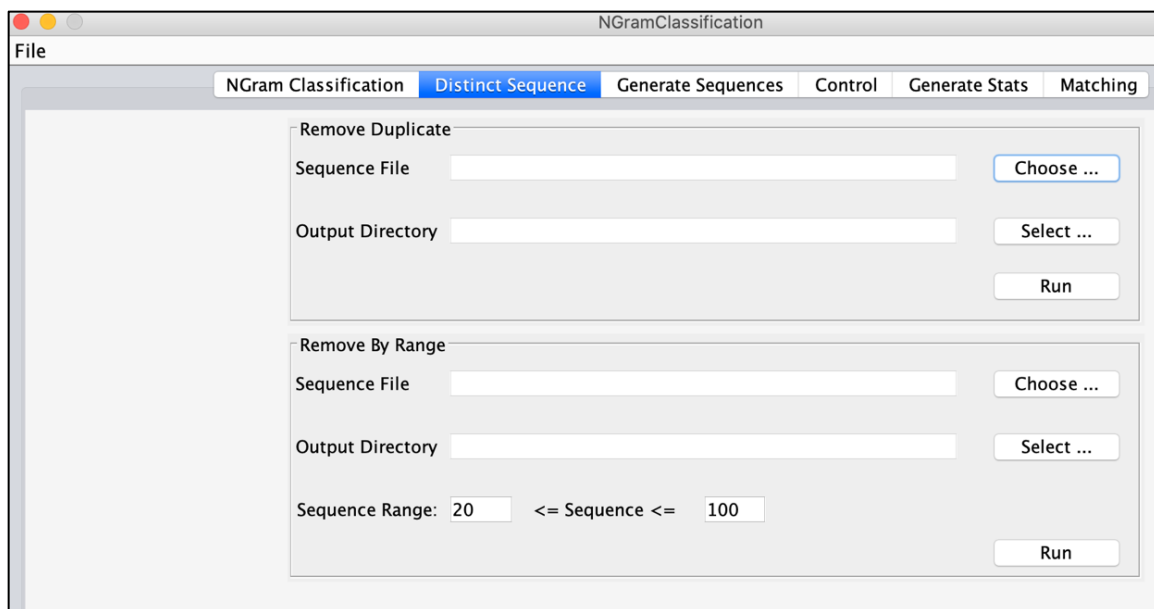 NGramClassification
File
NGram Classification Distinct Sequence Generate Sequences Control Generate Stats Matching
Remove Duplicate
Sequence File Choose ...
Output Directory Select ...
Run
Remove By Range
Sequence File Choose ...
Output Directory Select ...
Sequence Range: 20 <= Sequence <= 100
Run